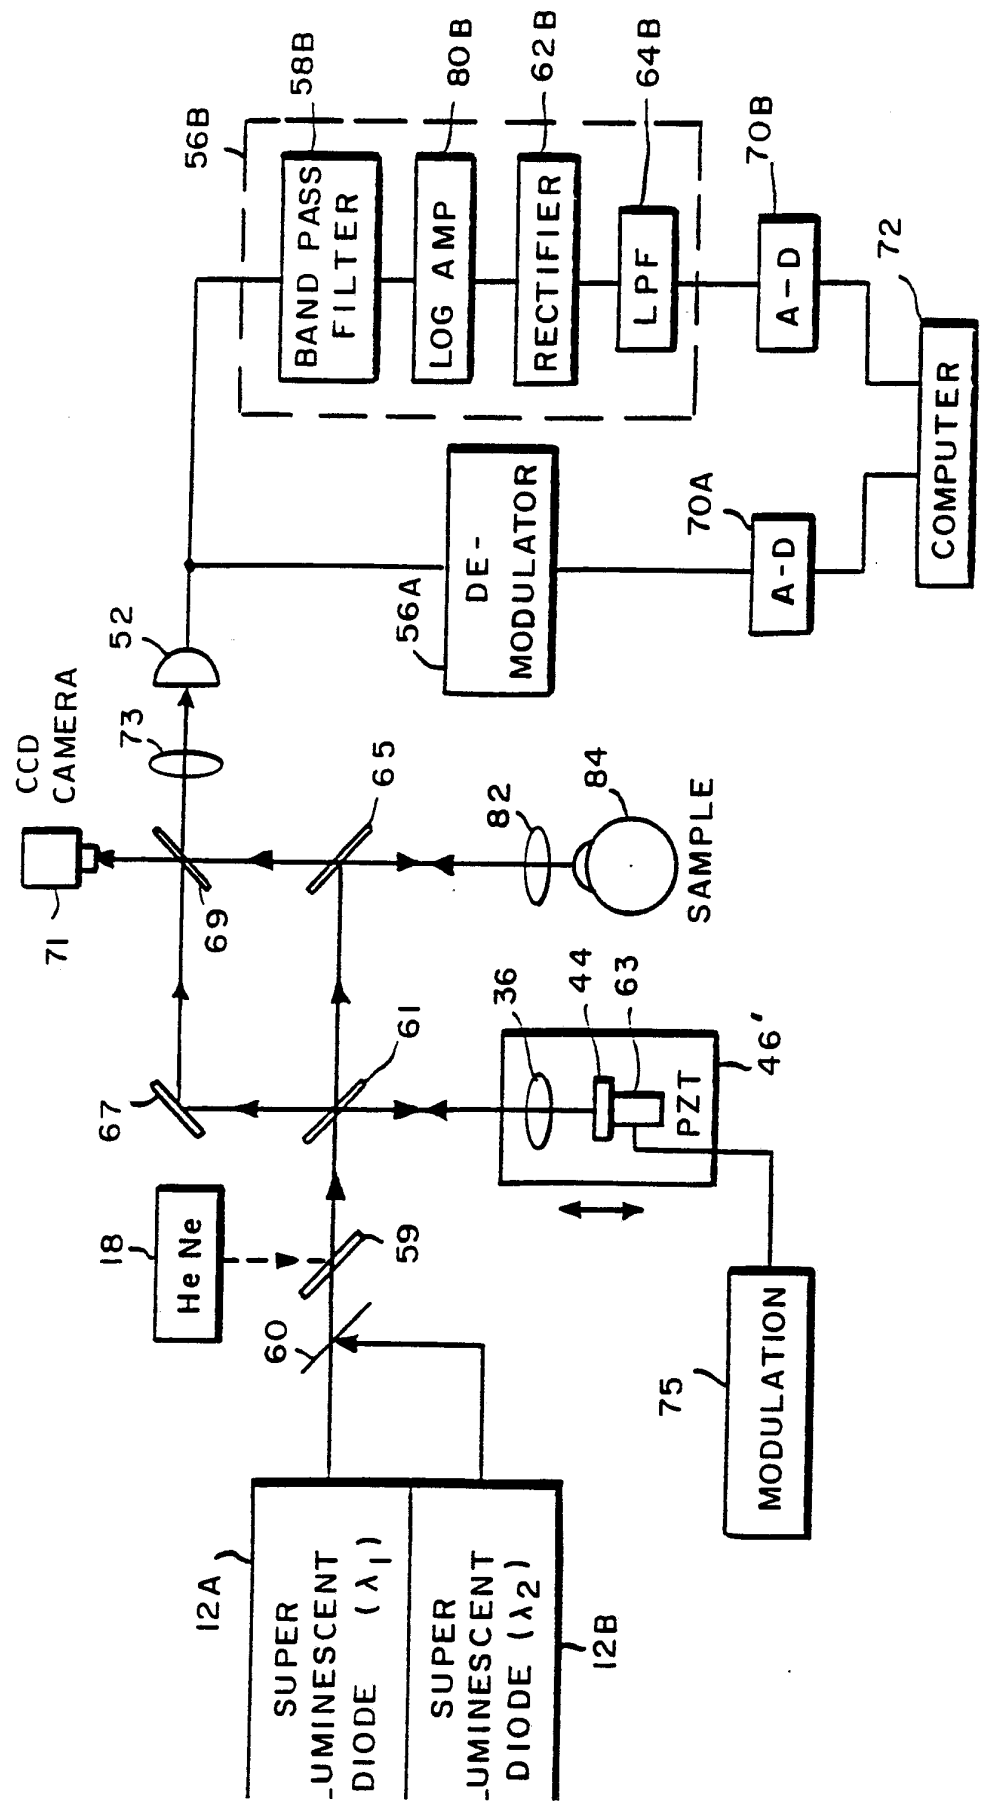 12A
SUPER
LUMINESCENT
DIODE (λ1)
SUPER
LUMINESCENT
DIODE (λ2)
12B
60
18
HeNe
59
67
61
36
44
63
PZT
46'
75
MODULATION
CCD
CAMERA
71
69
73
52
65
82
84
SAMPLE
56A
DE-
MODULATOR
70A
A-D
56B
58B
BAND PASS
FILTER
80B
LOG AMP
62B
RECTIFIER
64B
LPF
70B
A-D
72
COMPUTER